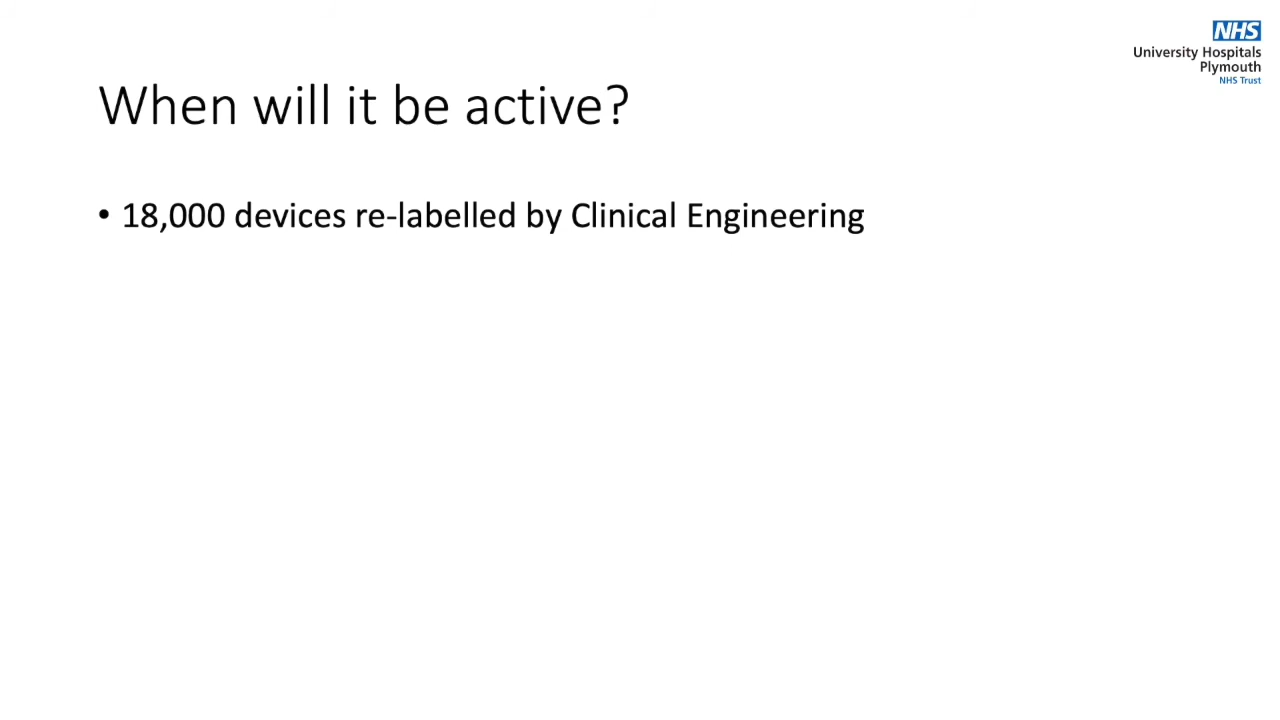 NHS
University Hospitals
Plymouth
NHS Trust
When will it be active?
• 18,000 devices re-labelled by Clinical Engineering